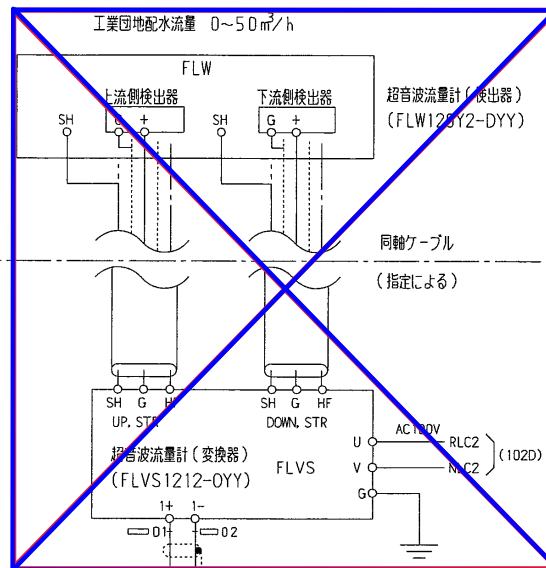 工業団地配水流量 0~50m³/h
FLW
上流側検出器
下流側検出器
SH G + SH G +
超音波流量計(検出器)
同軸ケーブル
(指定による)
SH G HF SH G HF
UP, STR DOWN, STR
AC100V
U RLC2
V NLC2
(102D)
G
超音波流量計(変換器)
FLVS
(FLVS1212-0YY)
1+ 1-
01 02